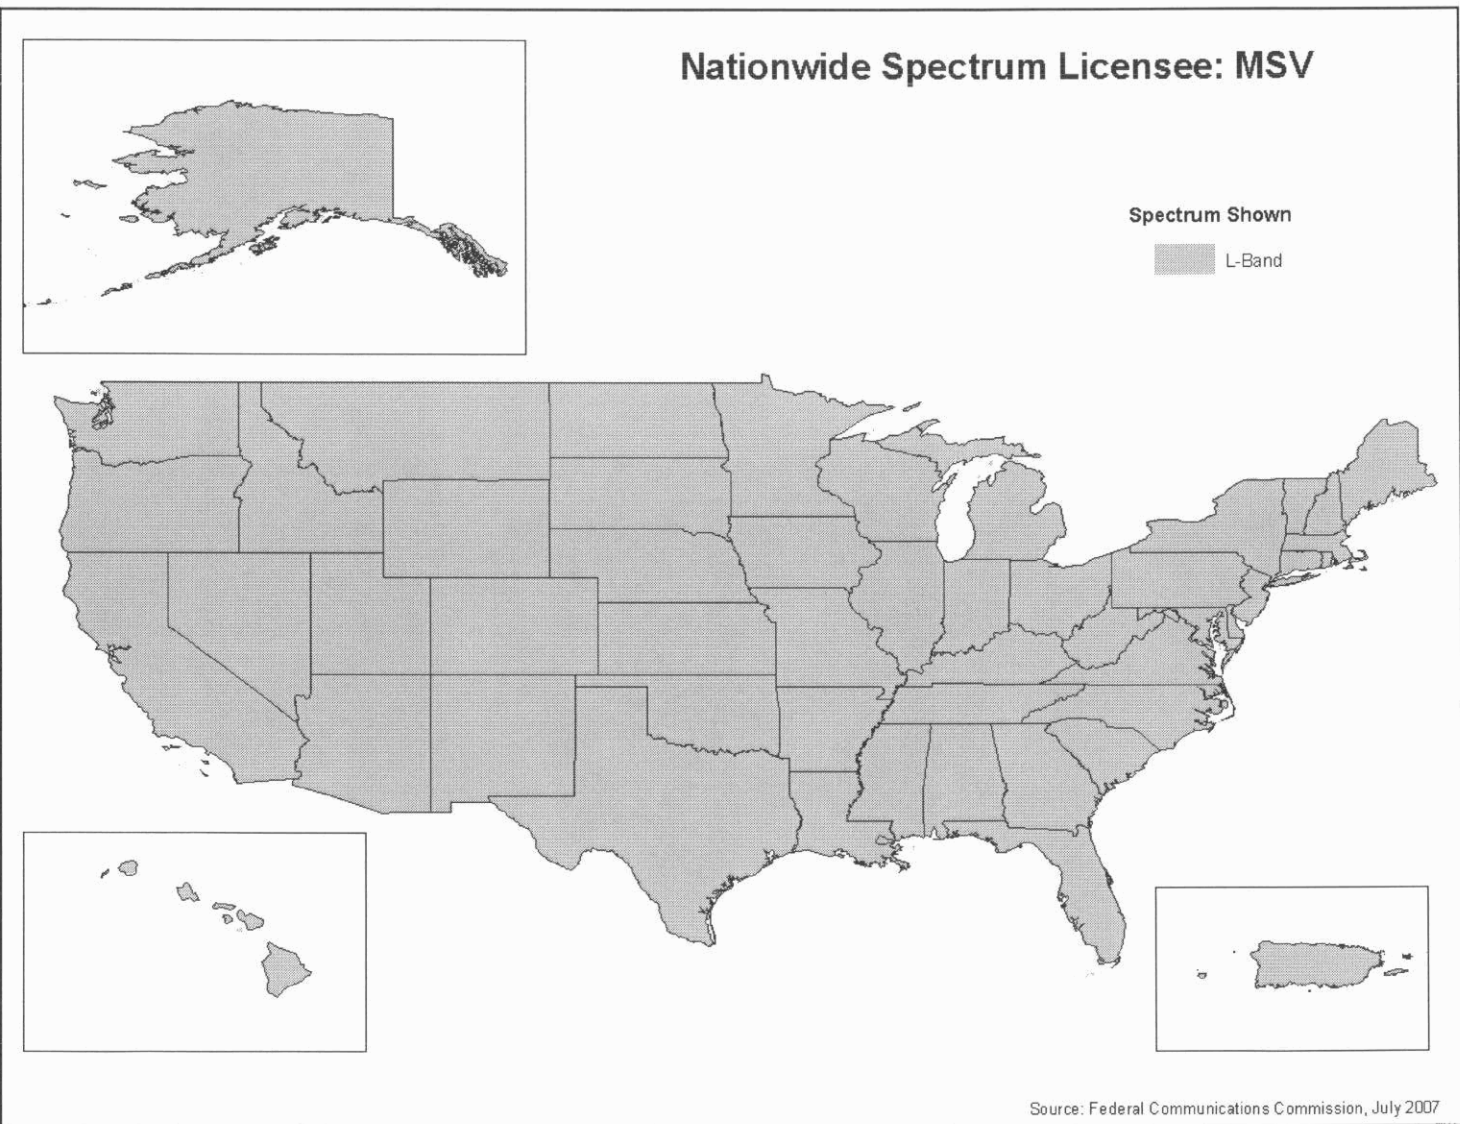 Nationwide Spectrum Licensee: MSV
Spectrum Shown
L-Band
Source: Federal Communications Commission, July 2007